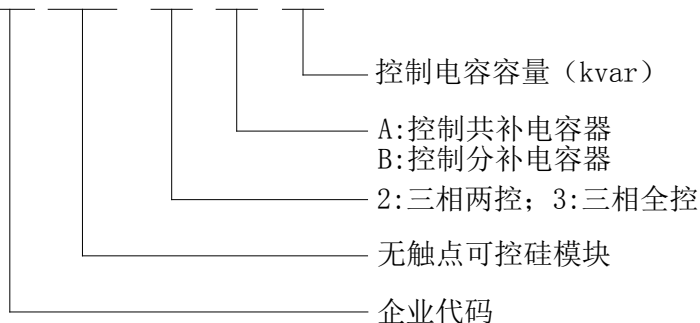 控制电容容量（kvar）
A:控制共补电容器
B:控制分补电容器
2:三相两控；3:三相全控
无触点可控硅模块
企业代码